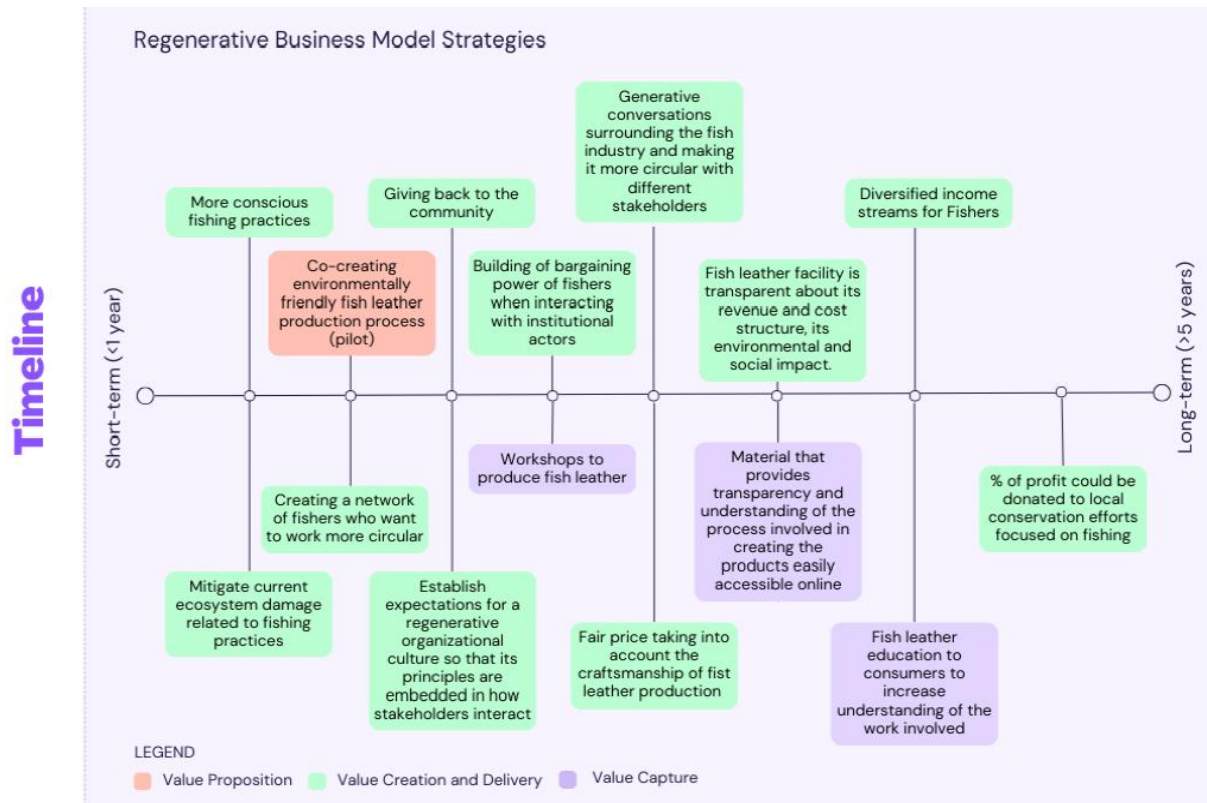 Regenerative Business Model Strategies
Timeline
Short-term (<1 year)
Long-term (>5 years)
More conscious
fishing practices
Mitigate current
ecosystem damage
related to fishing
practices
Co-creating
environmentally
friendly fish leather
production process
(pilot)
Creating a network
of fishers who want
to work more circular
Giving back to the
community
Establish
expectations for a
regenerative
organizational
culture so that its
principles are
embedded in how
stakeholders interact
Building of bargaining
power of fishers
when interacting
with institutional
actors
Workshops to
produce fish leather
Generative
conversations
surrounding the fish
industry and making
it more circular with
different
stakeholders
Fair price taking into
account the
craftsmanship of fist
leather production
Fish leather facility is
transparent about its
revenue and cost
structure, its
environmental and
social impact.
Material that
provides
transparency and
understanding of the
process involved in
creating the
products easily
accessible online
Diversified income
streams for Fishers
Fish leather
education to
consumers to
increase
understanding of the
work involved
% of profit could be
donated to local
conservation efforts
focused on fishing
LEGEND
Value Proposition
Value Creation and Delivery
Value Capture